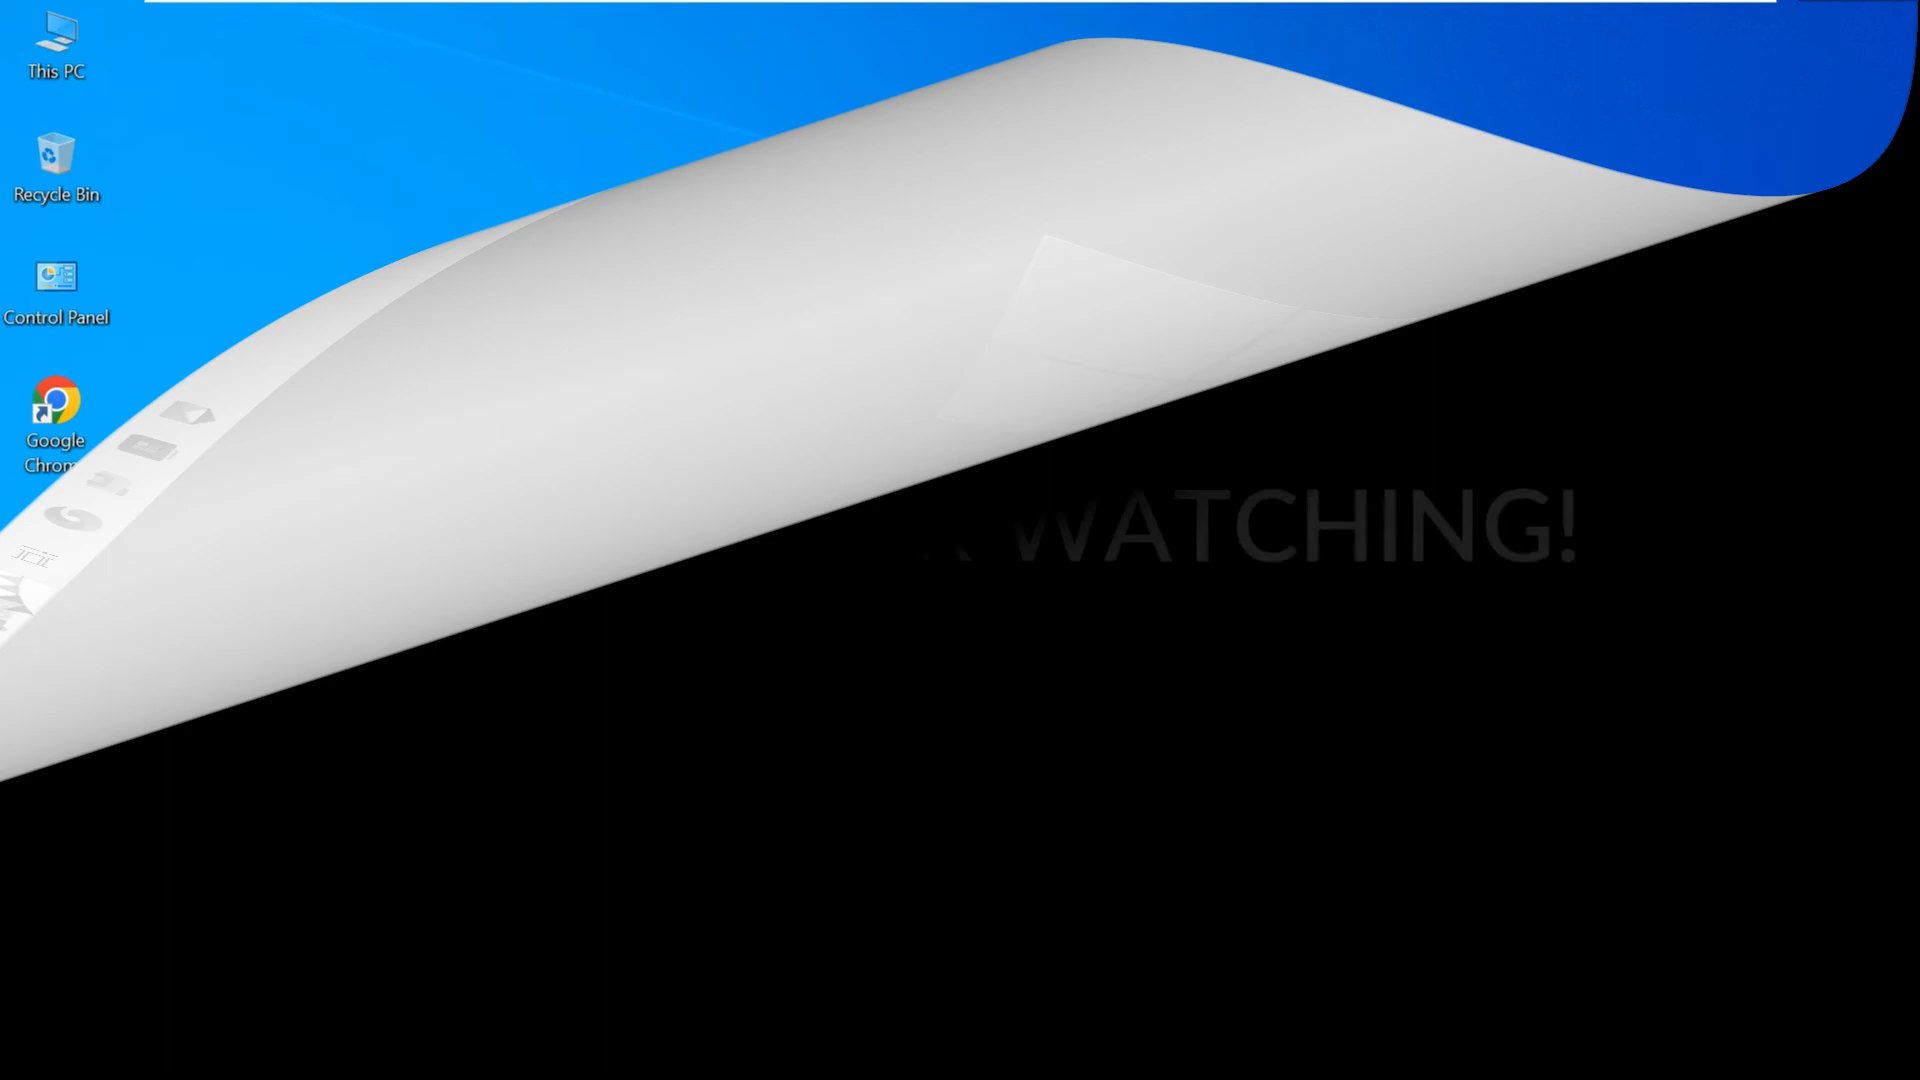 This PC
Recycle Bin
Control Panel
Google
WATCHING!